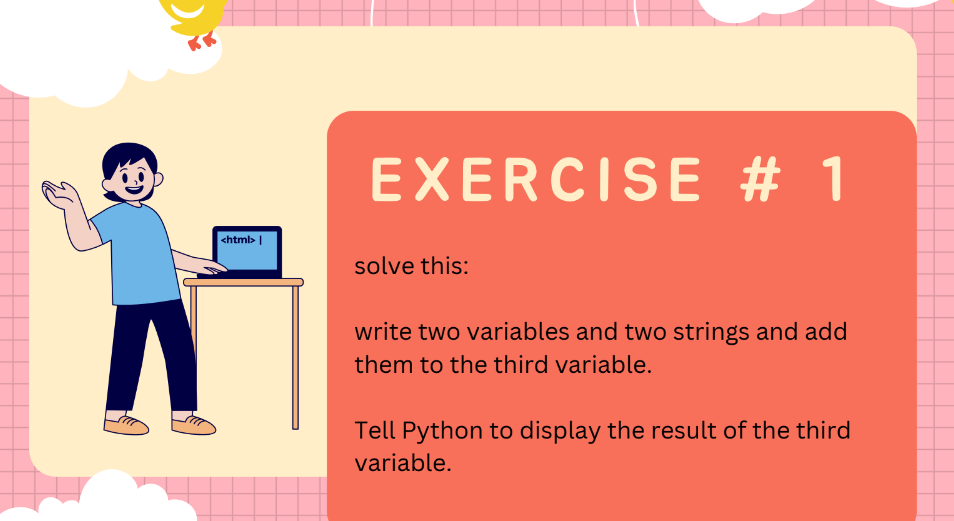 EXERCISE # 1
<html> |
solve this:
write two variables and two strings and add
them to the third variable.
Tell Python to display the result of the third
variable.